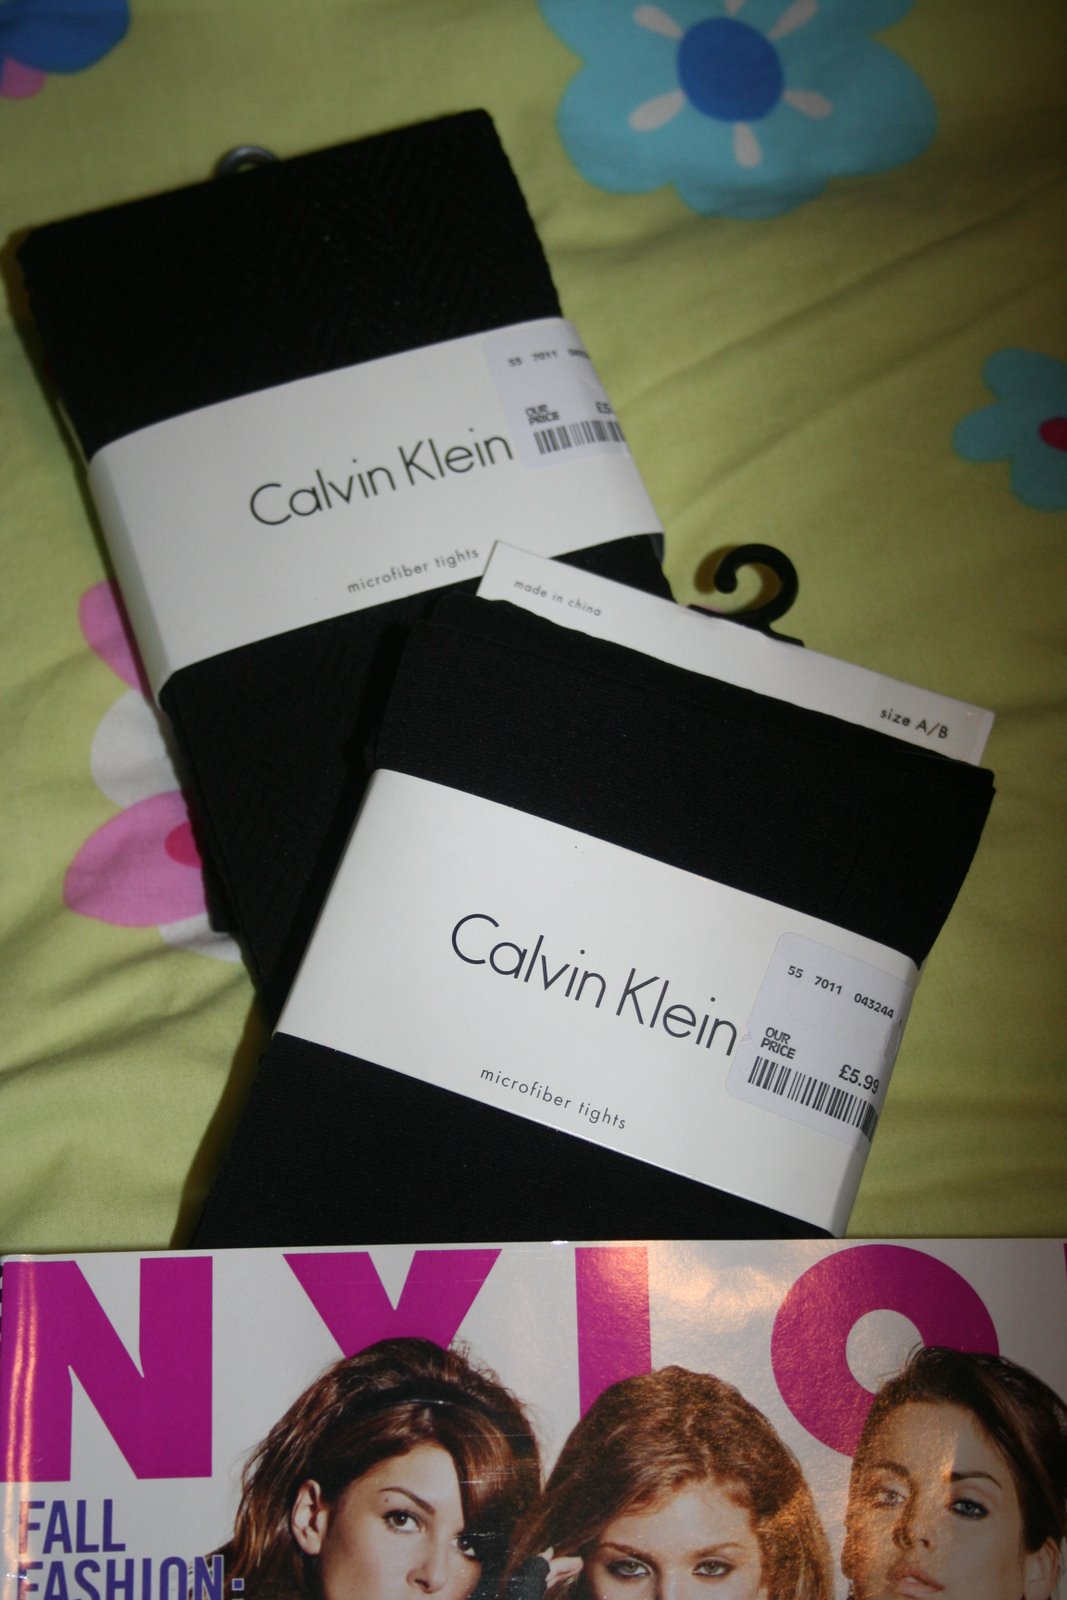 55 7011
OUR
PRICE
Calvin Klein
microfiber tights
made in china
size A/B
Calvin Klein
55 7011 043244
OUR
PRICE
£5.99
microfiber tights
NYLO
FALL
FASHION: